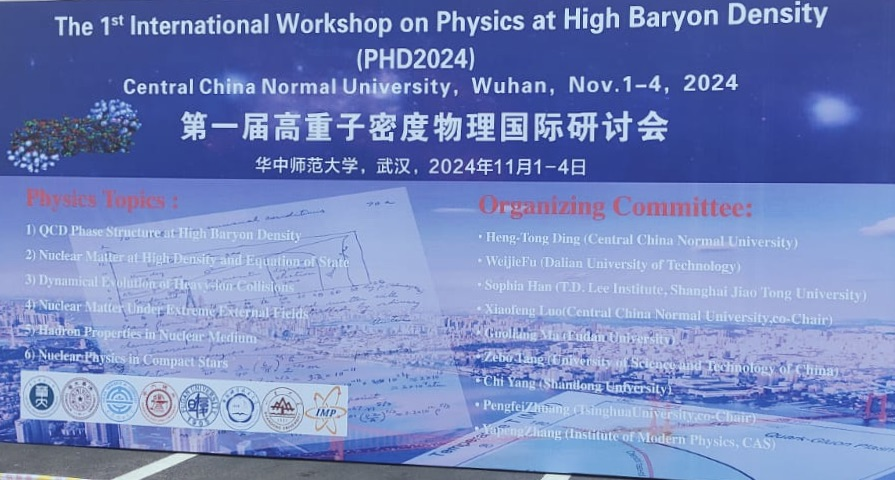 The 1st International Workshop on Physics at High Baryon Density
(PHD2024)
Central China Normal University, Wuhan, Nov.1-4, 2024
第一届高重子密度物理国际研讨会
华中师范大学，武汉，2024年11月1-4日
Physics Topics :
1) QCD Phase Structure at High Baryon Density
2) Nuclear Matter at High Density and Equation of State
3) Dynamical Evolution of Heavy-ion Collisions
4) Nuclear Matter Under Extreme External Fields
5) Hadron Properties in Nuclear Medium
6) Nuclear Physics in Compact Stars
IMP
Organizing Committee:
• Heng-Tong Ding (Central China Normal University)
• WeijieFu (Dalian University of Technology)
• Sophia Han (T.D. Lee Institute, Shanghai Jiao Tong University)
• Xiaofeng Luo(Central China Normal University,co-Chair)
• Guoliang Ma (Fudan University)
• Zebo Tang (University of Science and Technology of China)
• Chi Yang (Shandong Unfversity)
• PengfeiZhuang (TsinghuaUniversity,co-Chair)
• YapengZhang (Institute of Modern Physics, CAS)
Quark-Gluon Plasma